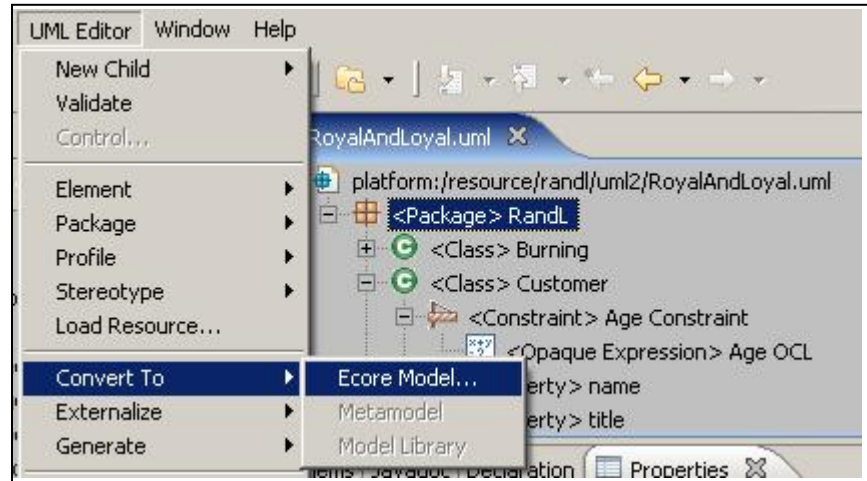 UML Editor Window Help
New Child
Validate
Control...
Element
Package
Profile
Stereotype
Load Resource...
Convert To
Externalize
Generate
Ecore Model...
Metamodel
Model Library
RoyalAndLoyal.uml
platform:/resource/randl/uml2/RoyalAndLoyal.uml
<Package> RandL
<Class> Burning
<Class> Customer
<Constraint> Age Constraint
<Opaque Expression> Age OCL
erty> name
erty> title
Javadoc Declaration Properties